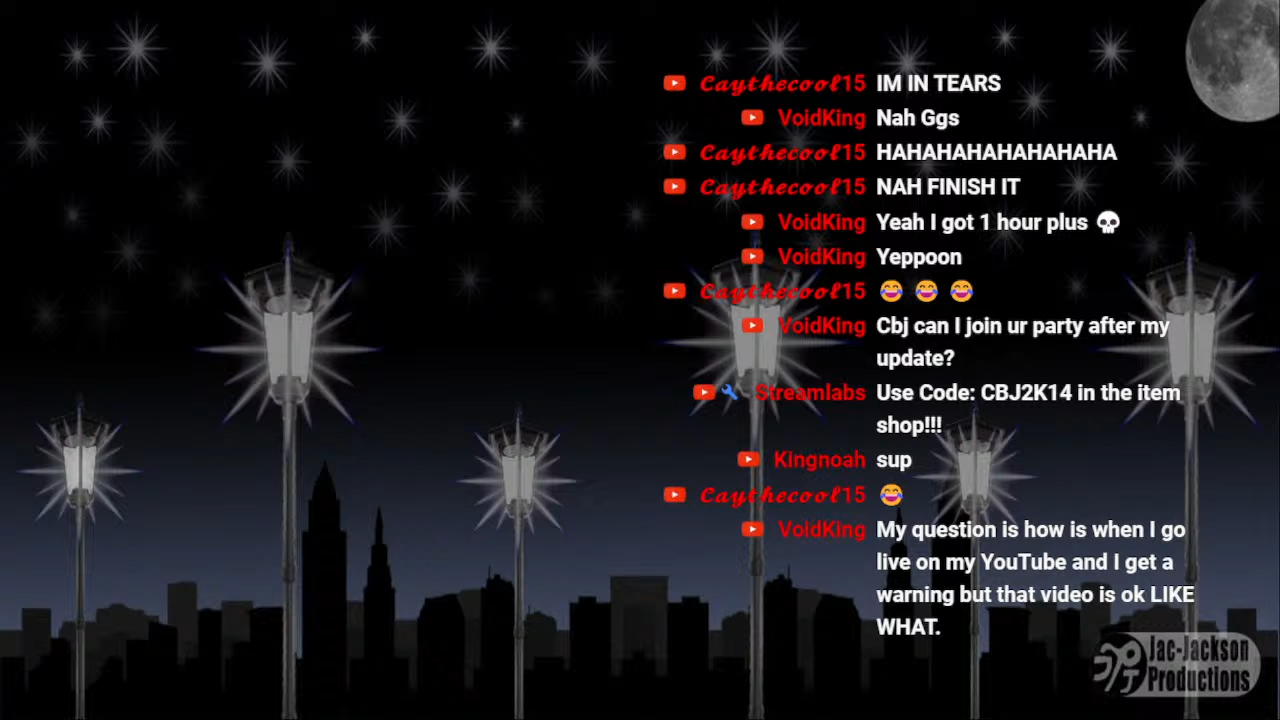 𝓒𝓪𝔂𝓽𝓱𝓮𝓬𝓸𝓸𝓵15 IM IN TEARS
VoidKing Nah Ggs
𝓒𝓪𝔂𝓽𝓱𝓮𝓬𝓸𝓸𝓵15 HAHAHAHAHAHAHAHA
𝓒𝓪𝔂𝓽𝓱𝓮𝓬𝓸𝓸𝓵15 NAH FINISH IT
VoidKing Yeah I got 1 hour plus 💀
VoidKing Yeppoon
𝓒𝓪𝔂𝓽𝓱𝓮𝓬𝓸𝓸𝓵15 😂 😂 😂
VoidKing Cbj can I join ur party after my
update?
Streamlabs Use Code: CBJ2K14 in the item
shop!!!
Kingnoah sup
𝓒𝓪𝔂𝓽𝓱𝓮𝓬𝓸𝓸𝓵15 😂
VoidKing My question is how is when I go
live on my YouTube and I get a
warning but that video is ok LIKE
WHAT.
Jac-Jackson
Productions